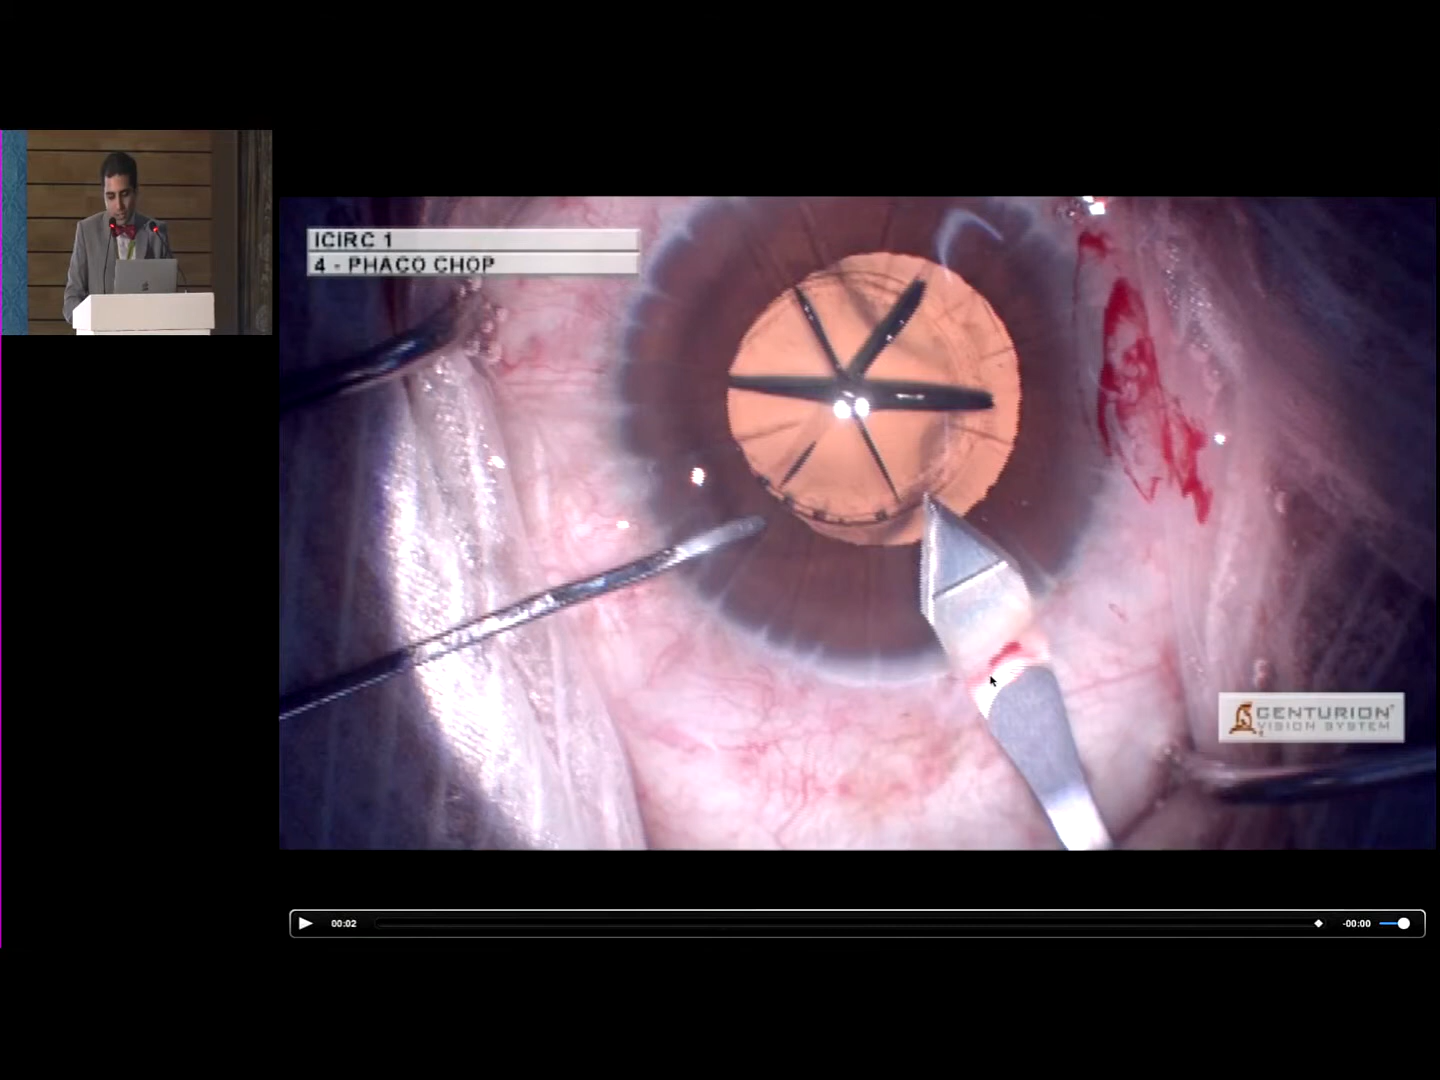 ICIRC 1
4 - PHACO CHOP
CENTURION
VISION SYSTEM
00:02
-00:00